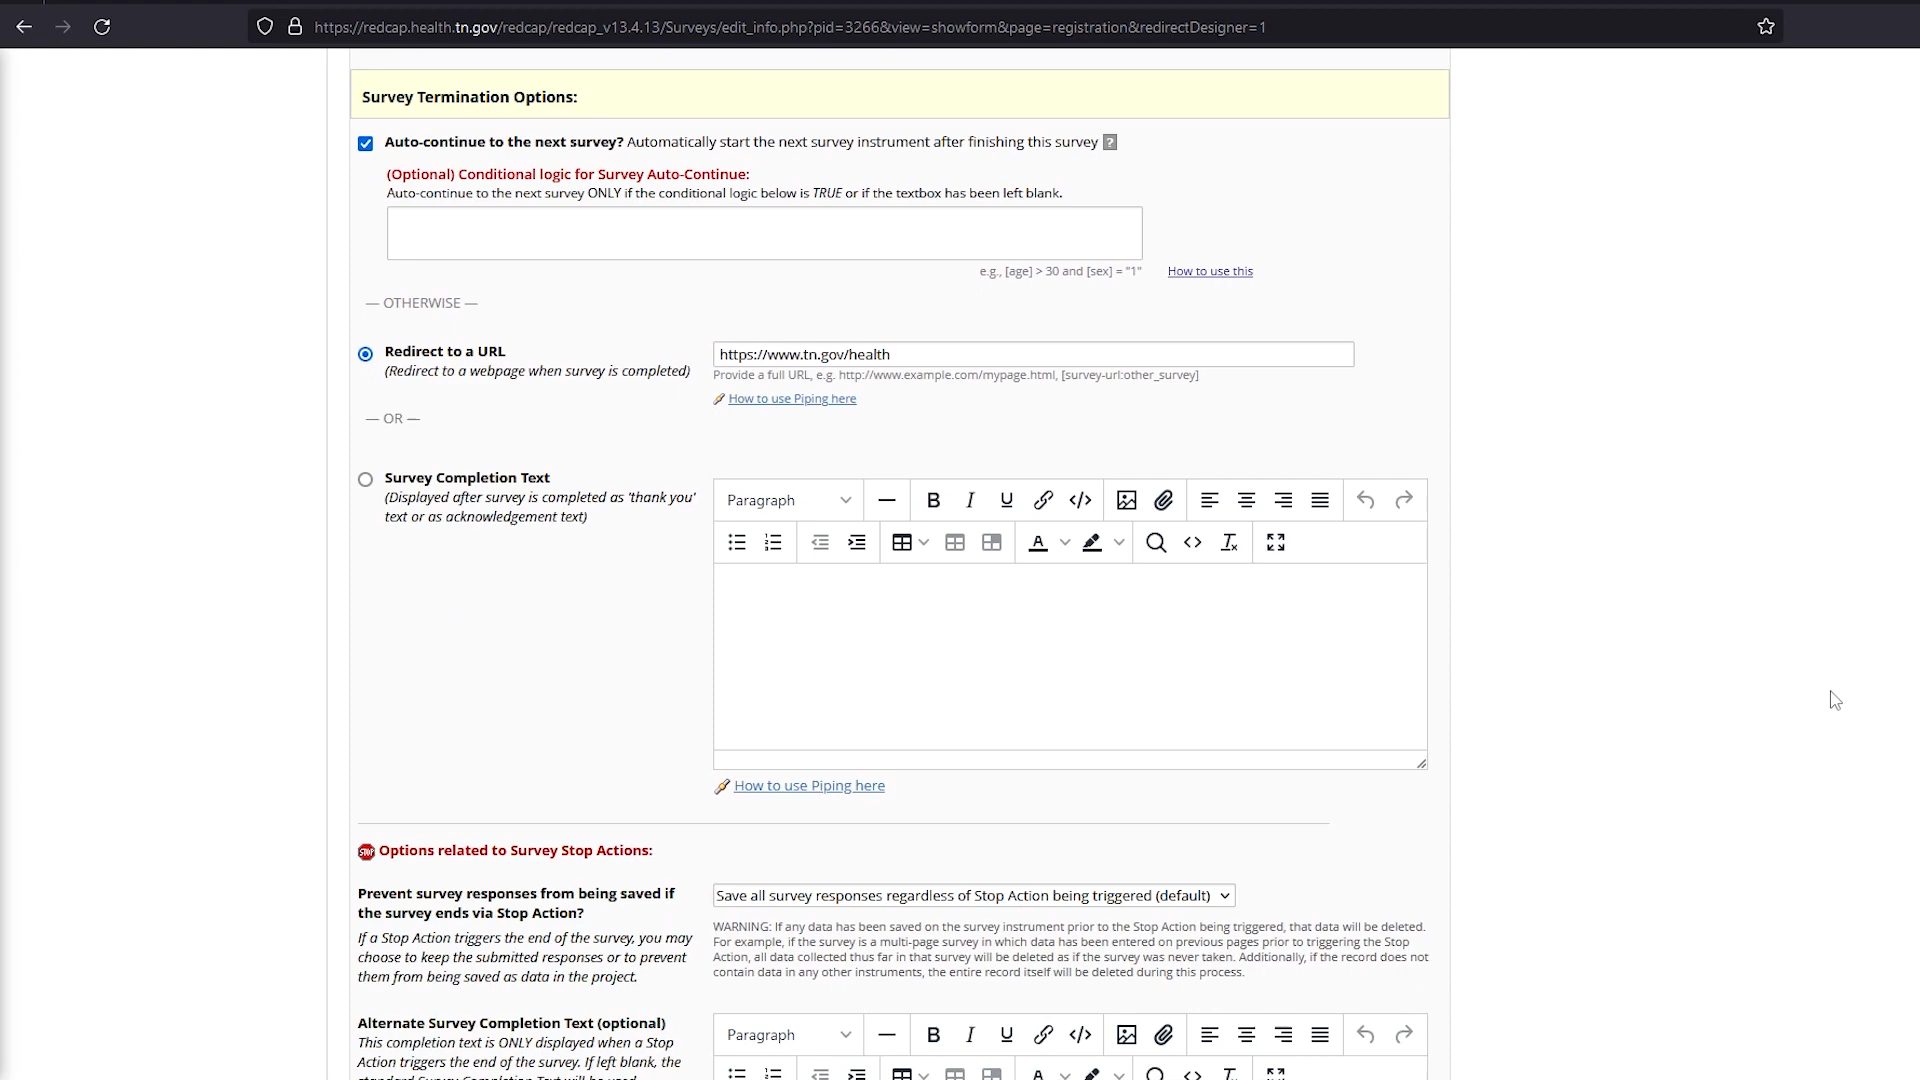 https://redcap.health.tn.gov/redcap/redcap_v13.4.13/Surveys/edit_info.php?pid=3266&view=showform&page=registration&redirectDesigner=1
Survey Termination Options:
Auto-continue to the next survey? Automatically start the next survey instrument after finishing this survey ?
(Optional) Conditional logic for Survey Auto-Continue:
Auto-continue to the next survey ONLY if the conditional logic below is TRUE or if the textbox has been left blank.
e.g., [age] > 30 and [sex] = "1" How to use this
— OTHERWISE —
Redirect to a URL
(Redirect to a webpage when survey is completed)
https://www.tn.gov/health
Provide a full URL, e.g. http://www.example.com/mypage.html, [survey-url:other_survey]
How to use Piping here
— OR —
Survey Completion Text
(Displayed after survey is completed as 'thank you'
text or as acknowledgement text)
Paragraph
How to use Piping here
STOP Options related to Survey Stop Actions:
Prevent survey responses from being saved if
the survey ends via Stop Action?
If a Stop Action triggers the end of the survey, you may
choose to keep the submitted responses or to prevent
them from being saved as data in the project.
Save all survey responses regardless of Stop Action being triggered (default)
WARNING: If any data has been saved on the survey instrument prior to the Stop Action being triggered, that data will be deleted.
For example, if the survey is a multi-page survey in which data has been entered on previous pages prior to triggering the Stop
Action, all data collected thus far in that survey will be deleted as if the survey was never taken. Additionally, if the record does not
contain data in any other instruments, the entire record itself will be deleted during this process.
Alternate Survey Completion Text (optional)
This completion text is ONLY displayed when a Stop
Action triggers the end of the survey. If left blank, the
standard Survey Completion Text will be used
Paragraph